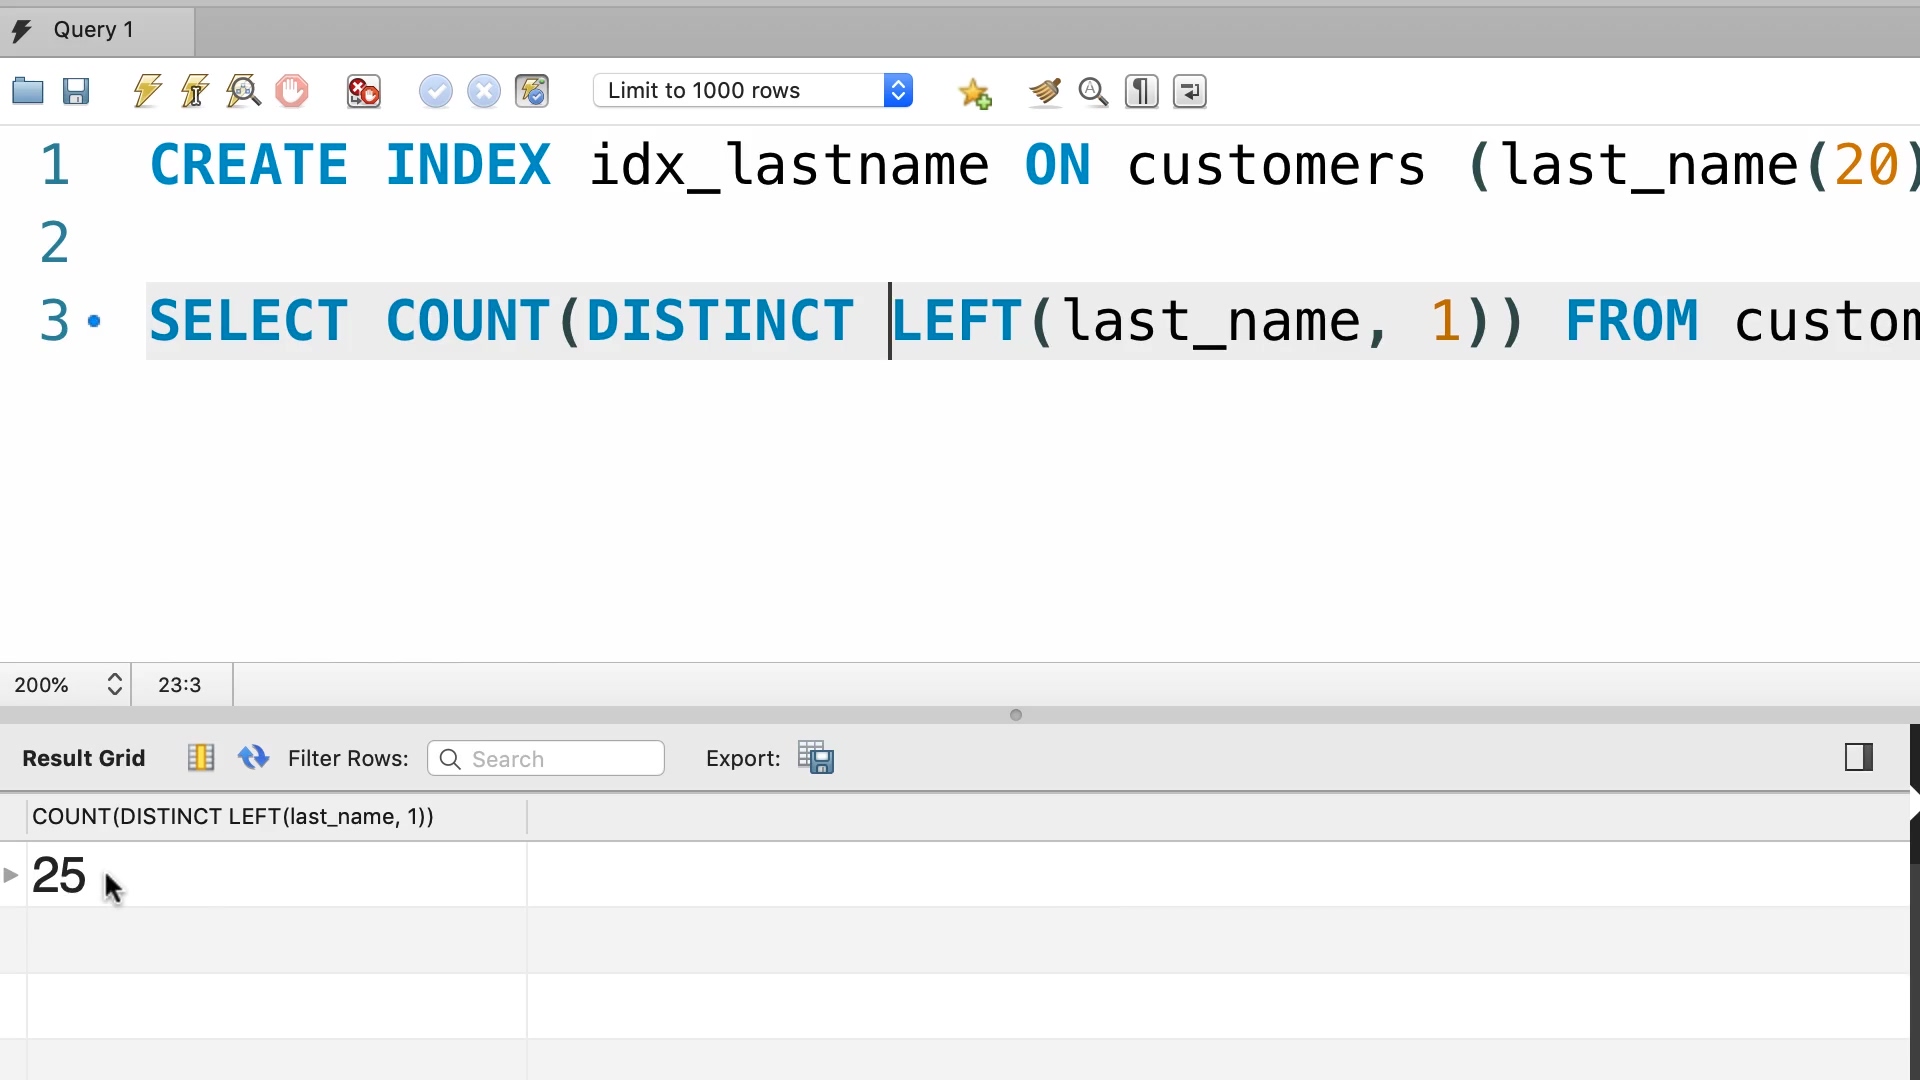 Query 1
Limit to 1000 rows
1 CREATE INDEX idx_lastname ON customers (last_name(20)
2
3 SELECT COUNT(DISTINCT LEFT(last_name, 1)) FROM custom
200% 23:3
Result Grid Filter Rows: Search Export:
COUNT(DISTINCT LEFT(last_name, 1))
25